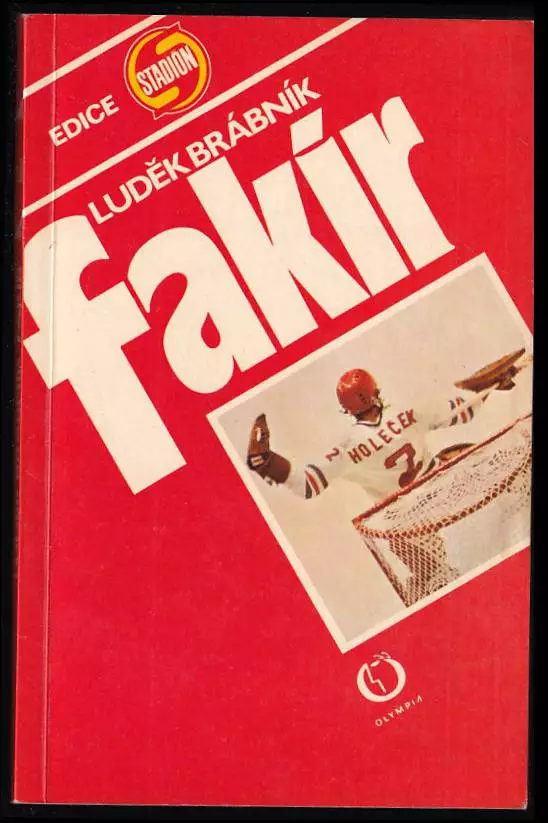 EDICE
STADION
LUDĚK BRÁBNÍK
fakír
HOLEČEK
2
2
OLYMPIA